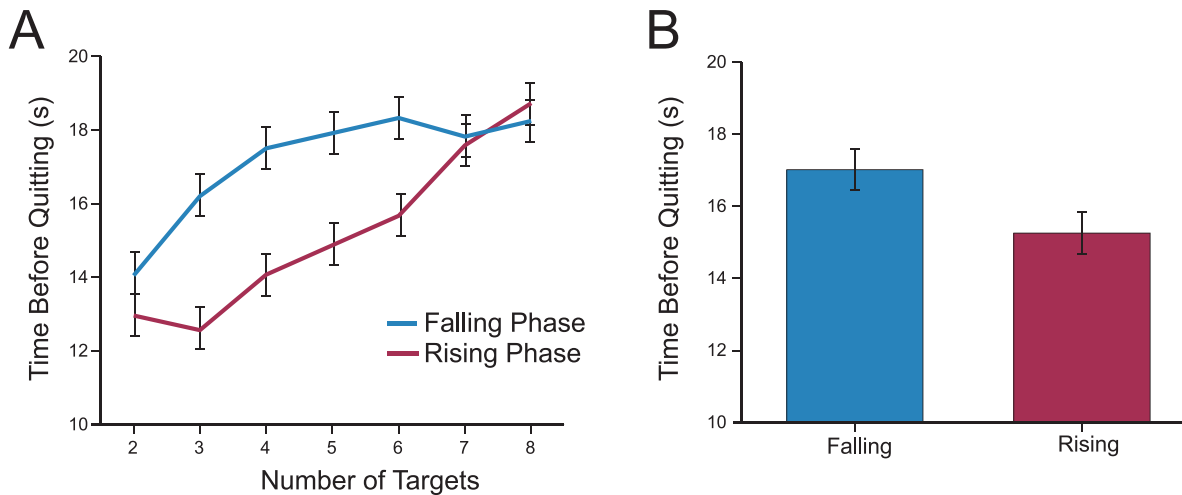 A
Time Before Quitting (s)
20
18
16
14
12
10
2 3 4 5 6 7 8
Number of Targets
Falling Phase
Rising Phase
B
Time Before Quitting (s)
20
18
16
14
12
10
Falling
Rising